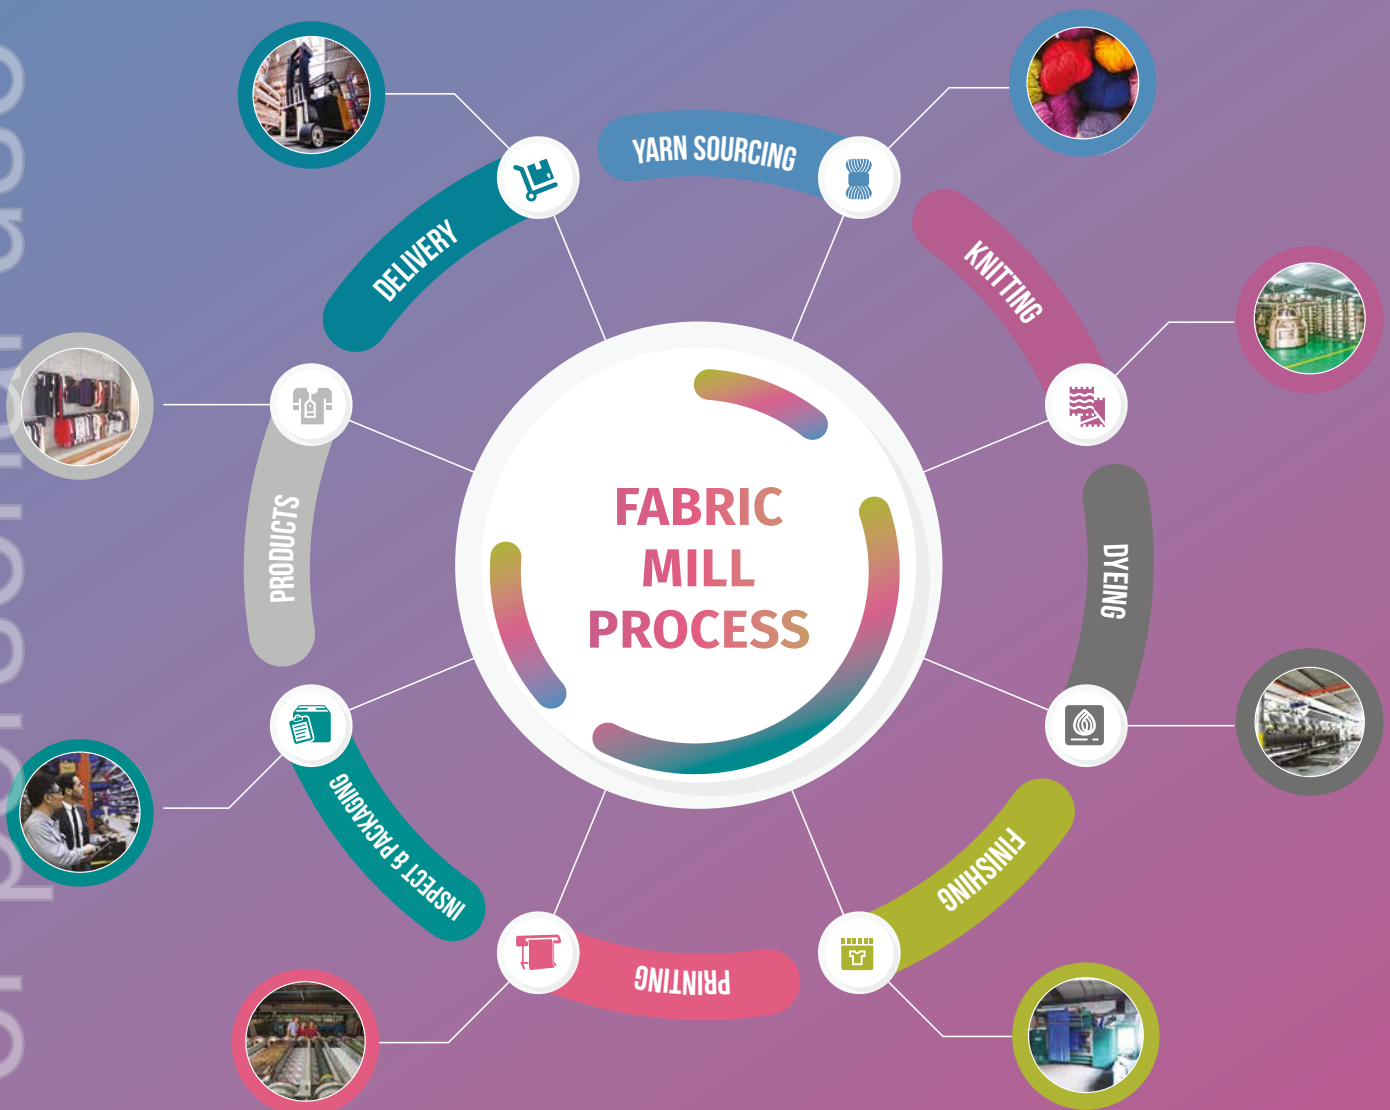 YARN SOURCING
KNITTING
DYEING
FINISHING
PRINTING
INSPECT & PACKAGING
PRODUCTS
DELIVERY
FABRIC
MILL
PROCESS